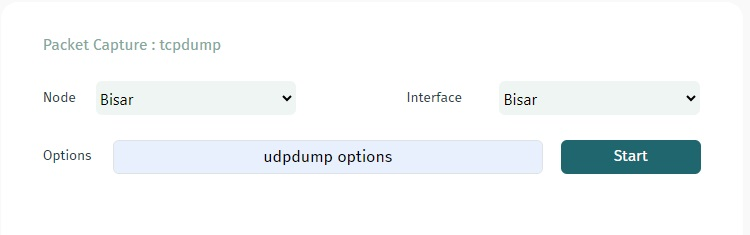 Packet Capture : tcpdump
Node Bisar Interface Bisar
Options udpdump options Start